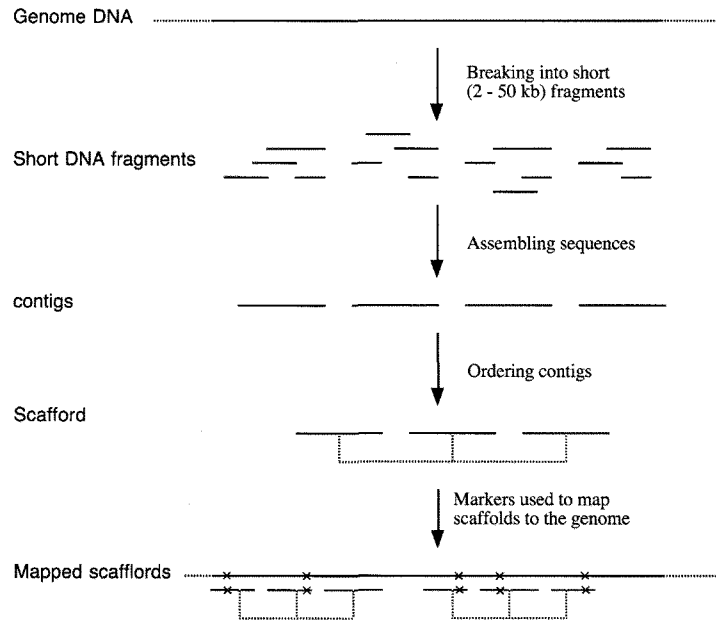 Genome DNA
Breaking into short
(2 - 50 kb) fragments
Short DNA fragments
Assembling sequences
contigs
Ordering contigs
Scafford
Markers used to map
scaffolds to the genome
Mapped scafflords